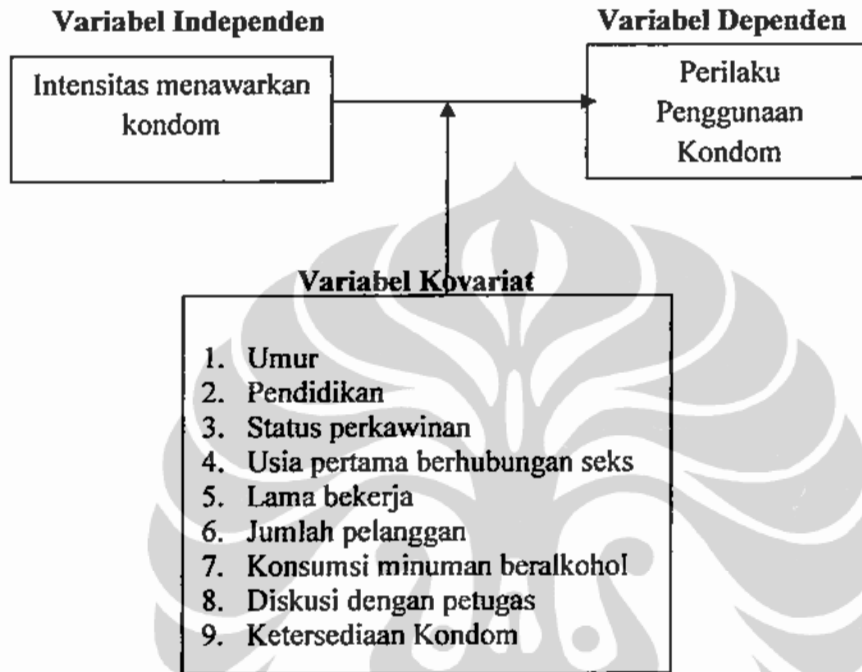 Variabel Independen
Variabel Dependen
Intensitas menawarkan
kondom
Perilaku
Penggunaan
Kondom
Variabel Kovariat
1. Umur
2. Pendidikan
3. Status perkawinan
4. Usia pertama berhubungan seks
5. Lama bekerja
6. Jumlah pelanggan
7. Konsumsi minuman beralkohol
8. Diskusi dengan petugas
9. Ketersediaan Kondom